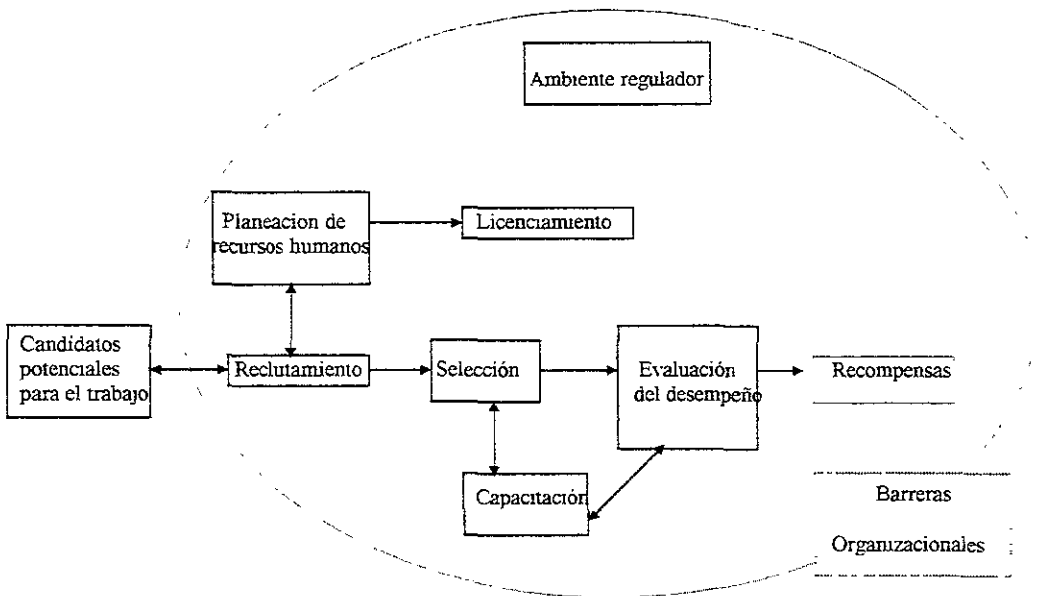 Ambiente regulador
Planeacion de
recursos humanos
Licenciamiento
Candidatos
potenciales
para el trabajo
Reclutamiento
Selección
Evaluación
del desempeño
Recompensas
Capacitación
Barreras
Organizacionales